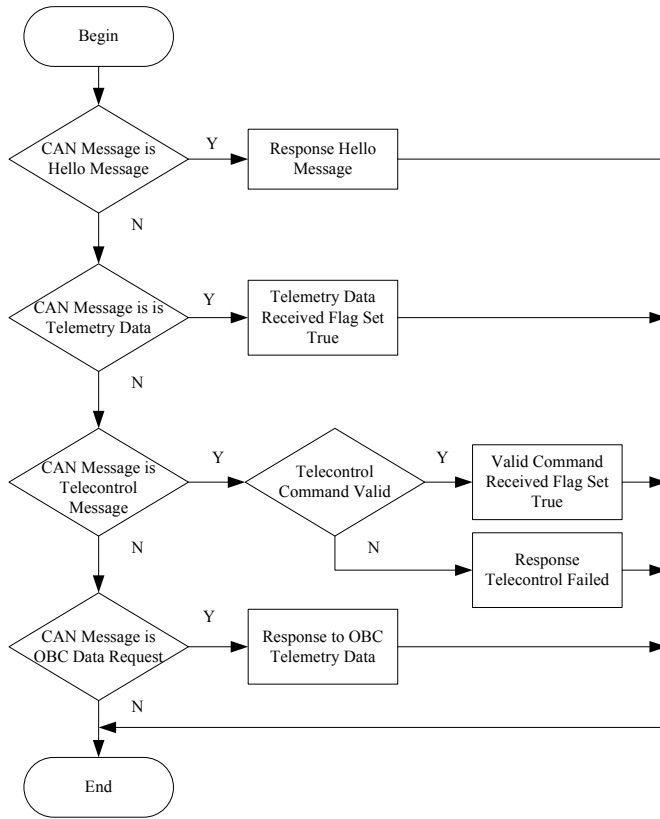 Begin
CAN Message is
Hello Message
Y
Response Hello
Message
N
CAN Message is is
Telemetry Data
Y
Telemetry Data
Received Flag Set
True
N
CAN Message is
Telecontrol
Message
Y
Telecontrol
Command Valid
Y
Valid Command
Received Flag Set
True
N
Response
Telecontrol Failed
N
CAN Message is
OBC Data Request
Y
Response to OBC
Telemetry Data
N
End